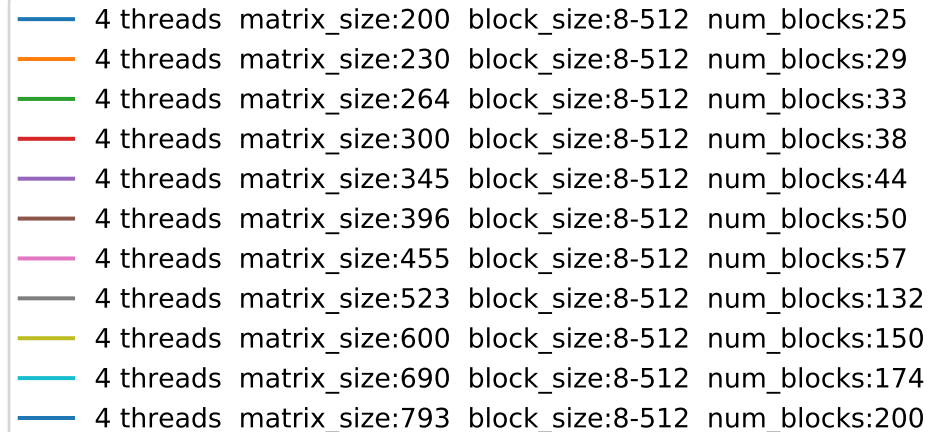 4 threads  matrix_size:200  block_size:8-512  num_blocks:25
4 threads  matrix_size:230  block_size:8-512  num_blocks:29
4 threads  matrix_size:264  block_size:8-512  num_blocks:33
4 threads  matrix_size:300  block_size:8-512  num_blocks:38
4 threads  matrix_size:345  block_size:8-512  num_blocks:44
4 threads  matrix_size:396  block_size:8-512  num_blocks:50
4 threads  matrix_size:455  block_size:8-512  num_blocks:57
4 threads  matrix_size:523  block_size:8-512  num_blocks:132
4 threads  matrix_size:600  block_size:8-512  num_blocks:150
4 threads  matrix_size:690  block_size:8-512  num_blocks:174
4 threads  matrix_size:793  block_size:8-512  num_blocks:200